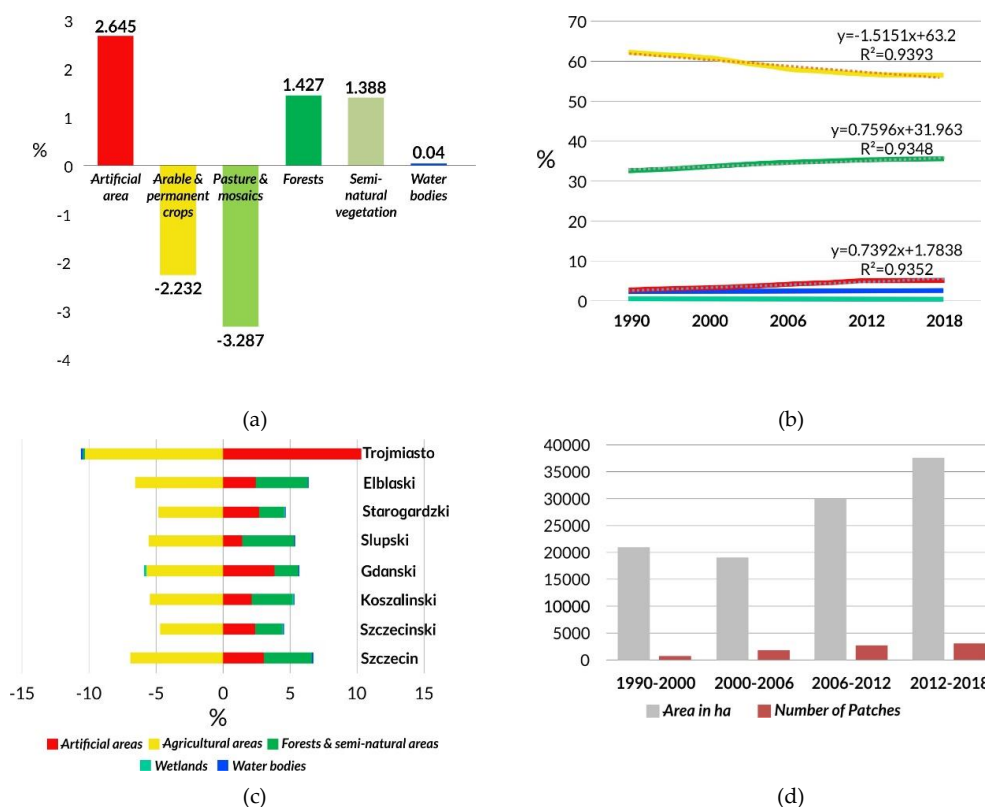 3
2
1
0
-1
-2
-3
-4
%
2.645
-2.232
-3.287
1.427
1.388
0.04
Artificial
area
Arable &
permanent
crops
Pasture &
mosaics
Forests
Semi-
natural
vegetation
Water
bodies
(a)
70
60
50
40
30
20
10
0
%
y=-1.5151x+63.2
R²=0.9393
y=0.7596x+31.963
R²=0.9348
y=0.7392x+1.7838
R²=0.9352
1990 2000 2006 2012 2018
(b)
Trojmiasto
Elblaski
Starogardzki
Slupski
Gdanski
Koszalinski
Szczecinski
Szczecin
-15 -10 -5 0 5 10 15
%
Artificial areas Agricultural areas Forests & semi-natural areas
Wetlands Water bodies
(c)
40000
35000
30000
25000
20000
15000
10000
5000
0
1990-2000 2000-2006 2006-2012 2012-2018
Area in ha Number of Patches
(d)